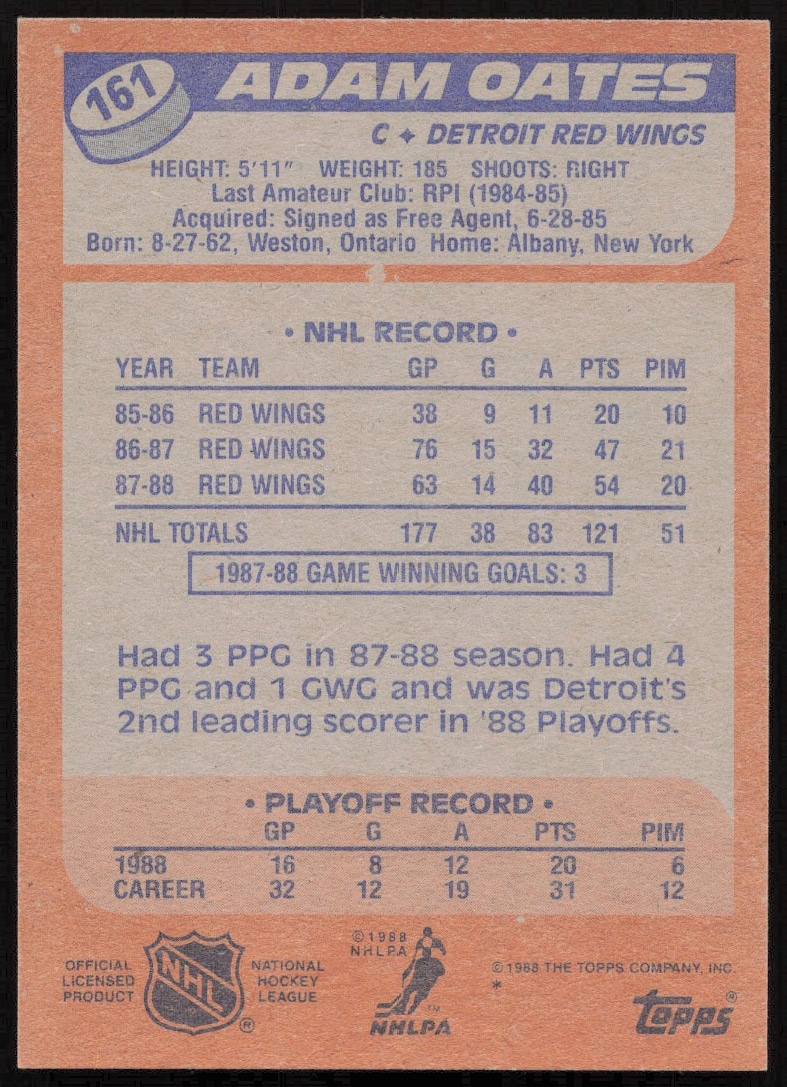 161
ADAM OATES
C ✦ DETROIT RED WINGS
HEIGHT: 5'11" WEIGHT: 185 SHOOTS: RIGHT
Last Amateur Club: RPI (1984-85)
Acquired: Signed as Free Agent, 6-28-85
Born: 8-27-62, Weston, Ontario Home: Albany, New York
• NHL RECORD •
YEAR TEAM GP G A PTS PIM
85-86 RED WINGS 38 9 11 20 10
86-87 RED WINGS 76 15 32 47 21
87-88 RED WINGS 63 14 40 54 20
NHL TOTALS 177 38 83 121 51
1987-88 GAME WINNING GOALS: 3
Had 3 PPG in 87-88 season. Had 4
PPG and 1 GWG and was Detroit's
2nd leading scorer in '88 Playoffs.
• PLAYOFF RECORD •
GP G A PTS PIM
1988 16 8 12 20 6
CAREER 32 12 19 31 12
OFFICIAL
LICENSED
PRODUCT
NHL ®
NATIONAL
HOCKEY
LEAGUE
©1988
NHLPA
™
NHLPA
©1988 THE TOPPS COMPANY, INC.
*
topps®